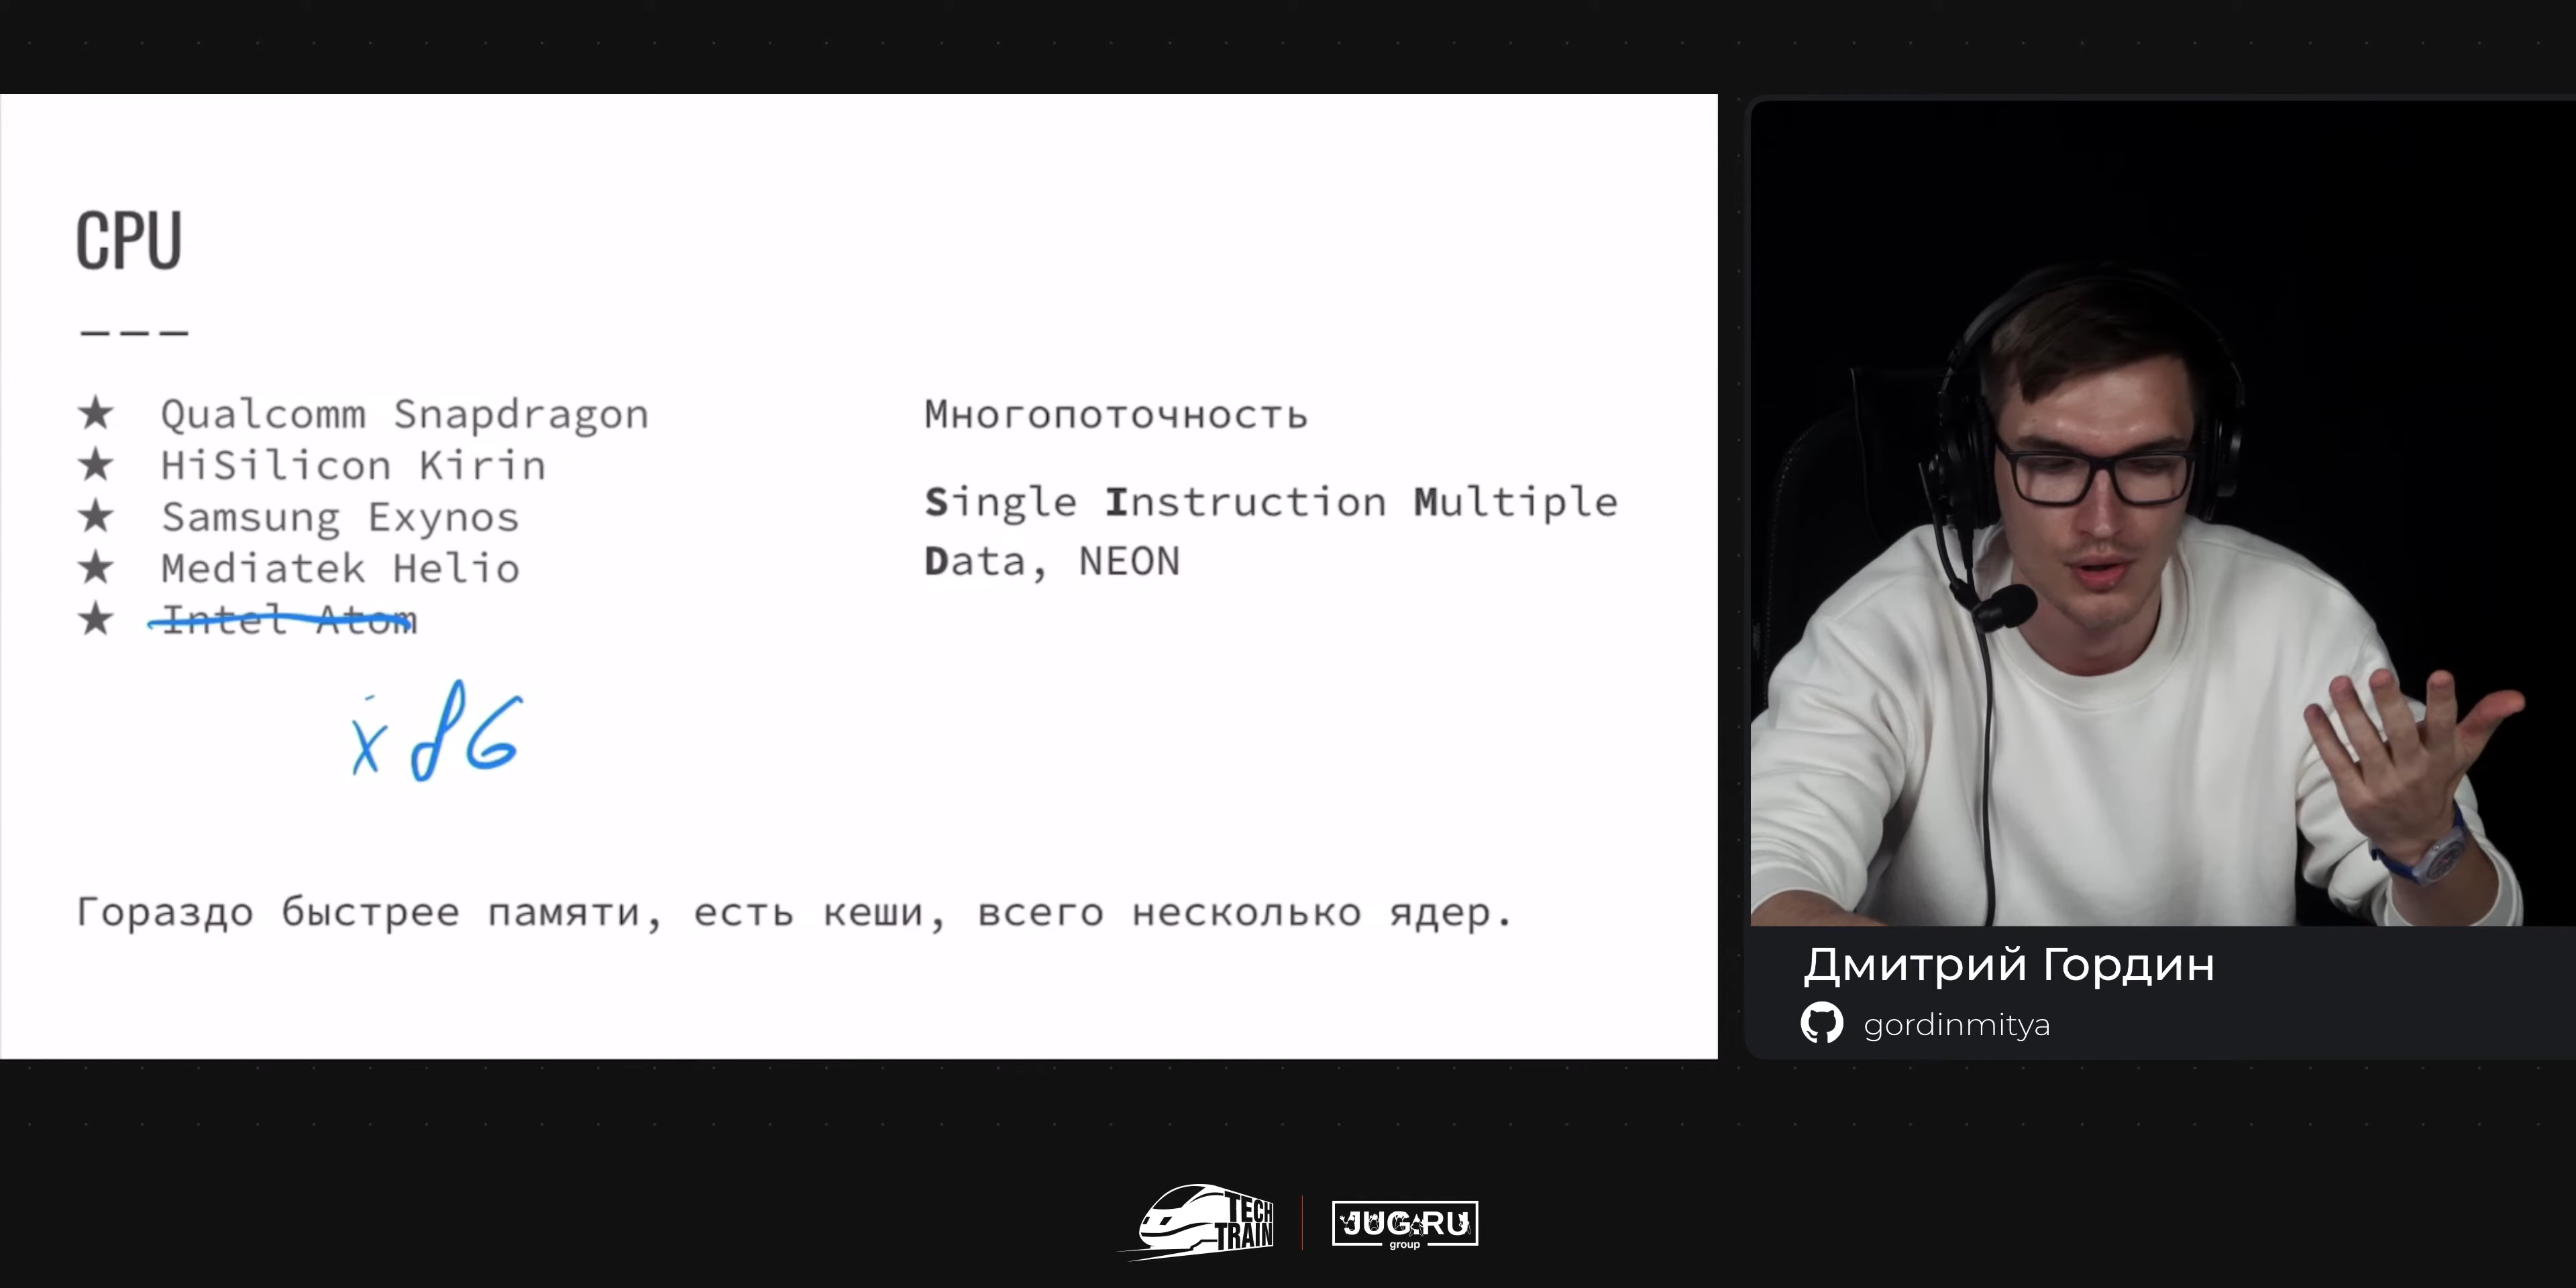 CPU
---
★ Qualcomm Snapdragon
★ HiSilicon Kirin
★ Samsung Exynos
★ Mediatek Helio
★ Intel Atom
x86
Многопоточность
Single Instruction Multiple
Data, NEON
Гораздо быстрее памяти, есть кеши, всего несколько ядер.
Дмитрий Гордин
gordinmitya
TECH
TRAIN
JUG.RU
group